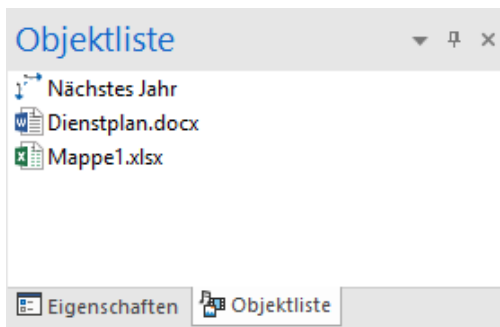 Objektliste
Nächstes Jahr
Dienstplan.docx
Mappe1.xlsx
Eigenschaften Objektliste